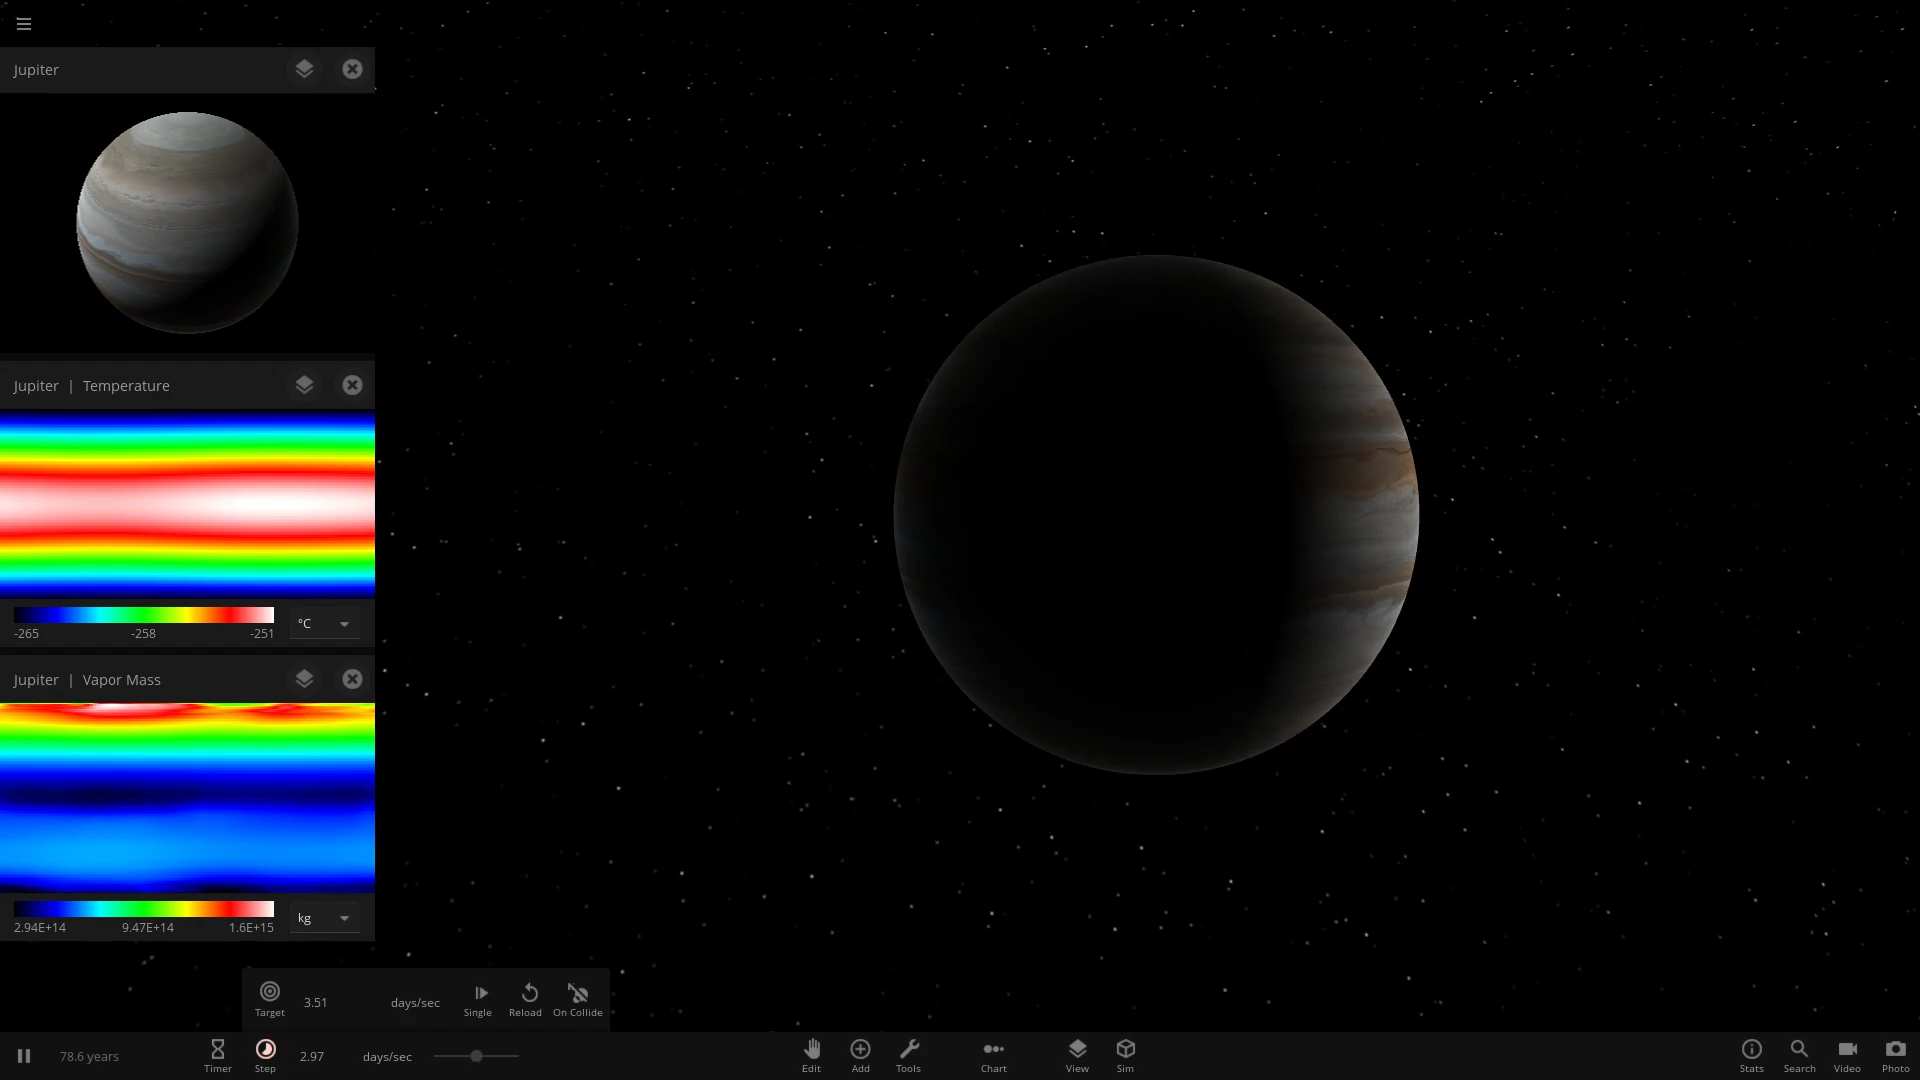 Jupiter
Jupiter | Temperature
-265 -258 -251 °C
Jupiter | Vapor Mass
2.94E+14 9.47E+14 1.6E+15 kg
3.51 days/sec
Target Single Reload On Collide
78.6 years 2.97 days/sec
Timer Step Edit Add Tools Chart View Sim Stats Search Video Photo